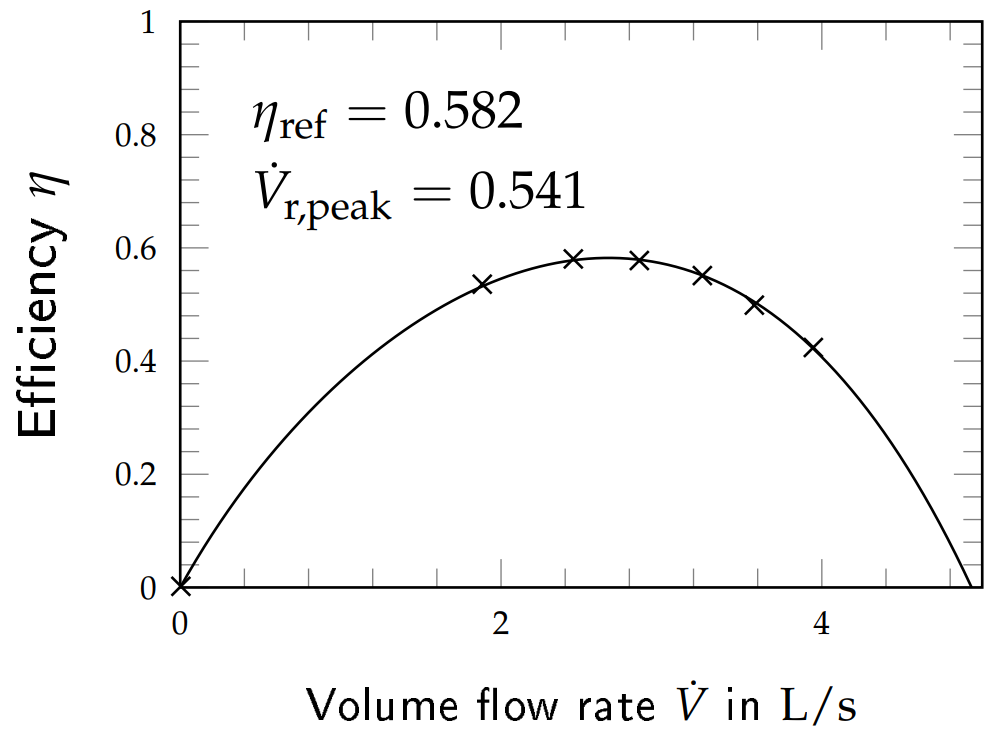 1
0.8
0.6
0.4
0.2
0
0
2
4
Efficiency η
η_ref = 0.582
V̇_r,peak = 0.541
Volume flow rate V̇ in L/s